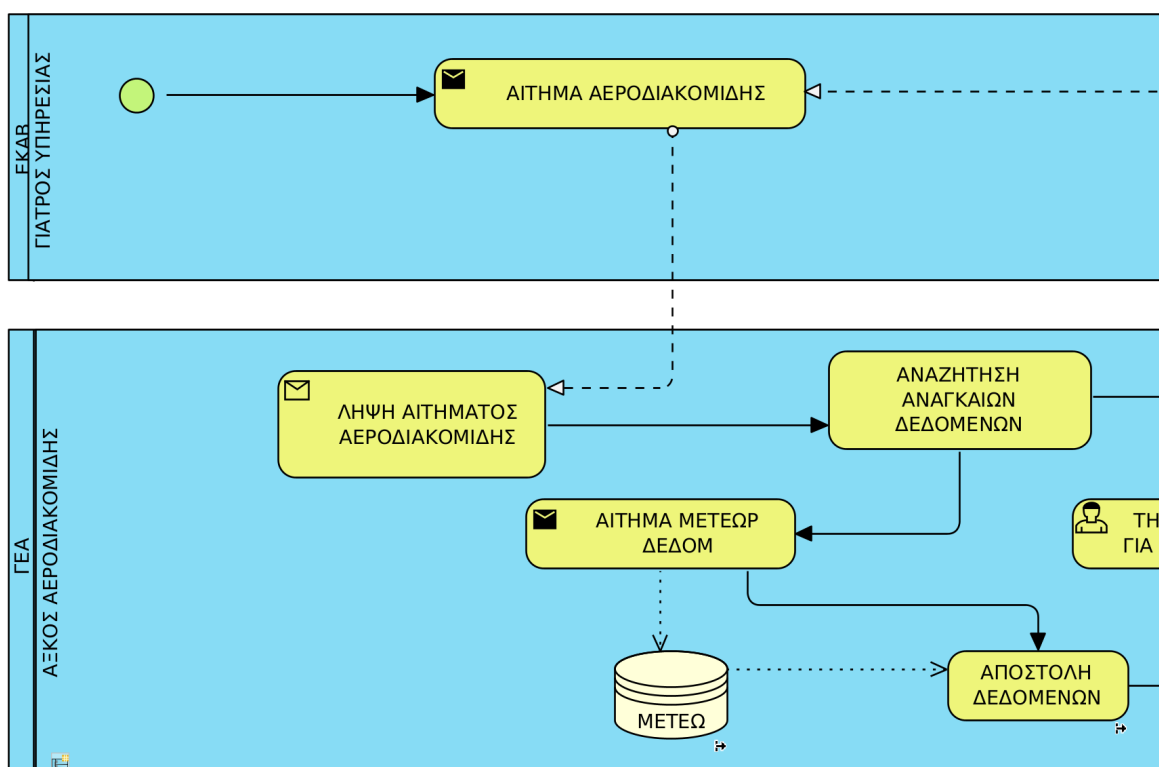 ΕΚΑΒ
ΓΙΑΤΡΟΣ ΥΠΗΡΕΣΙΑΣ
ΑΙΤΗΜΑ ΑΕΡΟΔΙΑΚΟΜΙΔΗΣ
ΓΕΑ
ΑΞΚΟΣ ΑΕΡΟΔΙΑΚΟΜΙΔΗΣ
ΛΗΨΗ ΑΙΤΗΜΑΤΟΣ
ΑΕΡΟΔΙΑΚΟΜΙΔΗΣ
ΑΝΑΖΗΤΗΣΗ
ΑΝΑΓΚΑΙΩΝ
ΔΕΔΟΜΕΝΩΝ
ΑΙΤΗΜΑ ΜΕΤΕΩΡ
ΔΕΔΟΜ
ΤΗ
ΓΙΑ
ΜΕΤΕΩ
ΑΠΟΣΤΟΛΗ
ΔΕΔΟΜΕΝΩΝ